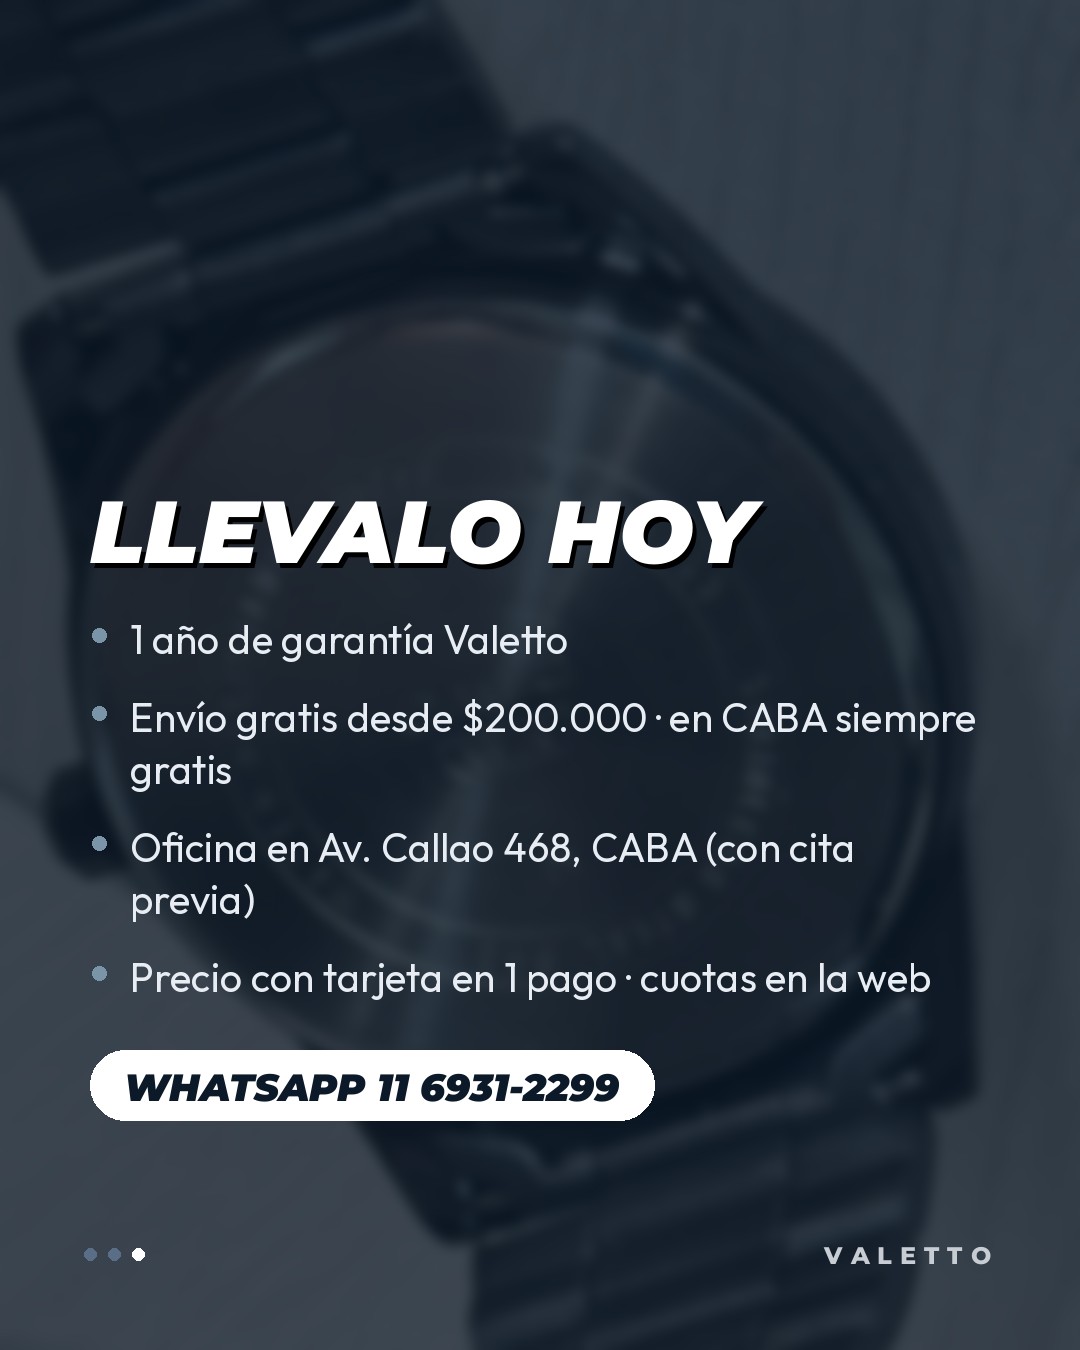 LLEVALO HOY
1 año de garantía Valetto
Envío gratis desde $200.000 · en CABA siempre
gratis
Oficina en Av. Callao 468, CABA (con cita
previa)
Precio con tarjeta en 1 pago · cuotas en la web
WHATSAPP 11 6931-2299
VALETTO